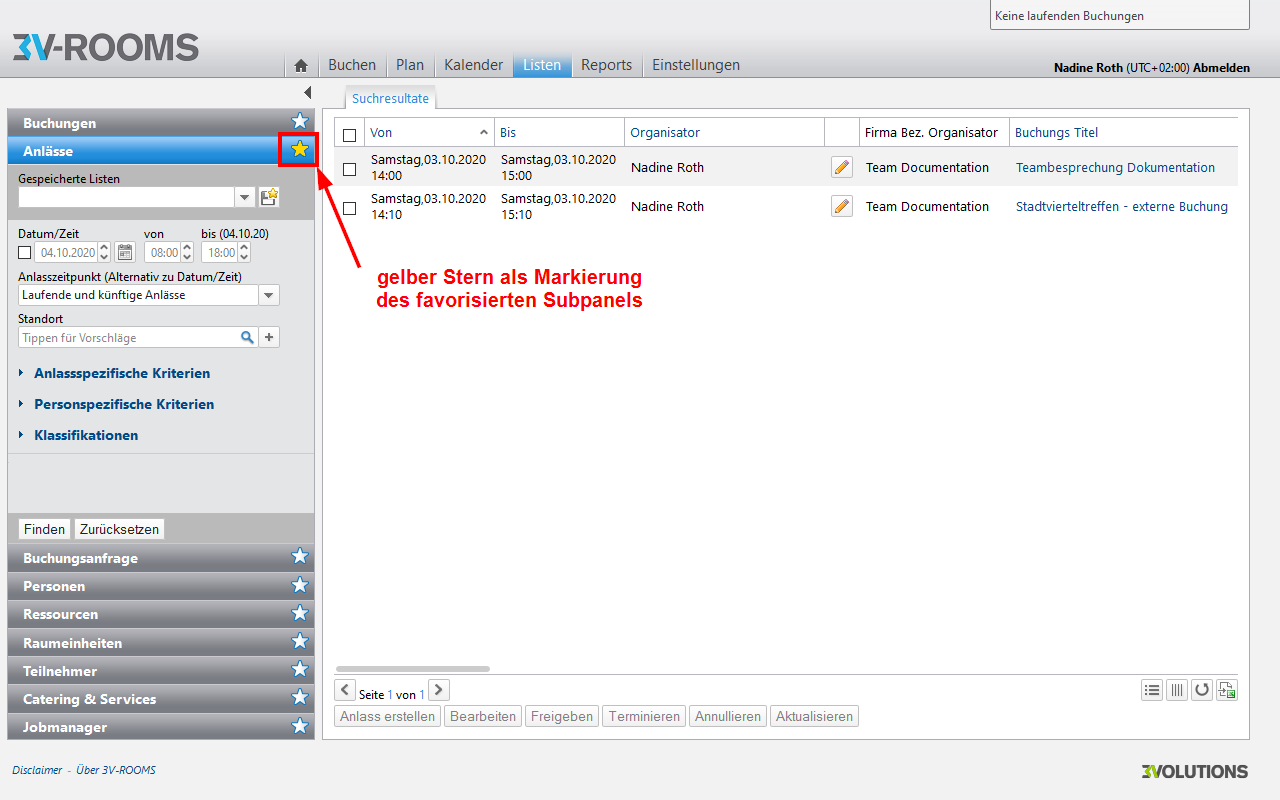 Keine laufenden Buchungen
3V-ROOMS
Buchen Plan Kalender Listen Reports Einstellungen
Nadine Roth (UTC+02:00) Abmelden
Suchresultate
Buchungen
Anlässe
Gespeicherte Listen
Datum/Zeit von bis (04.10.20)
04.10.2020 08:00 18:00
Anlasszeitpunkt (Alternativ zu Datum/Zeit)
Laufende und künftige Anlässe
Standort
Tippen für Vorschläge
Anlassspezifische Kriterien
Personspezifische Kriterien
Klassifikationen
Finden Zurücksetzen
Buchungsanfrage
Personen
Ressourcen
Raumeinheiten
Teilnehmer
Catering & Services
Jobmanager
Von Bis Organisator Firma Bez. Organisator Buchungs Titel
Samstag,03.10.2020 Samstag,03.10.2020 Nadine Roth Team Documentation Teambesprechung Dokumentation
14:00 15:00
Samstag,03.10.2020 Samstag,03.10.2020 Nadine Roth Team Documentation Stadtvierteltreffen - externe Buchung
14:10 15:10
gelber Stern als Markierung
des favorisierten Subpanels
Seite 1 von 1
Anlass erstellen Bearbeiten Freigeben Terminieren Annullieren Aktualisieren
Disclaimer - Über 3V-ROOMS
3VOLUTIONS